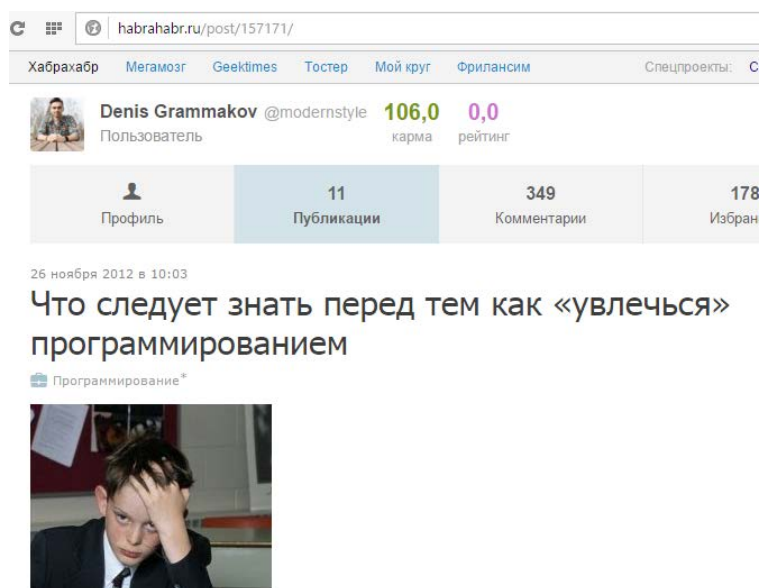 habrahabr.ru/post/157171/
Хабрахабр Мегамозг Geektimes Тостер Мой круг Фрилансим Спецпроекты:
Denis Grammakov @modernstyle 106,0 0,0
Пользователь карма рейтинг
11 349 178
Профиль Публикации Комментарии Избран
26 ноября 2012 в 10:03
Что следует знать перед тем как «увлечься»
программированием
Программирование*